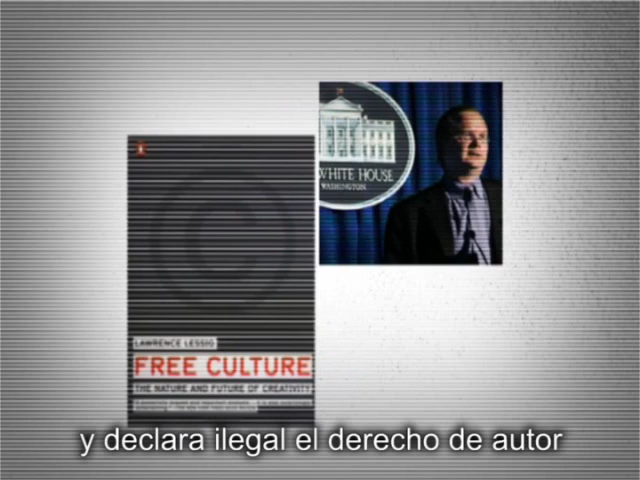 WHITE HOUSE
WASHINGTON
LAWRENCE LESSIG
FREE CULTURE
THE NATURE AND FUTURE OF CREATIVITY
y declara ilegal el derecho de autor